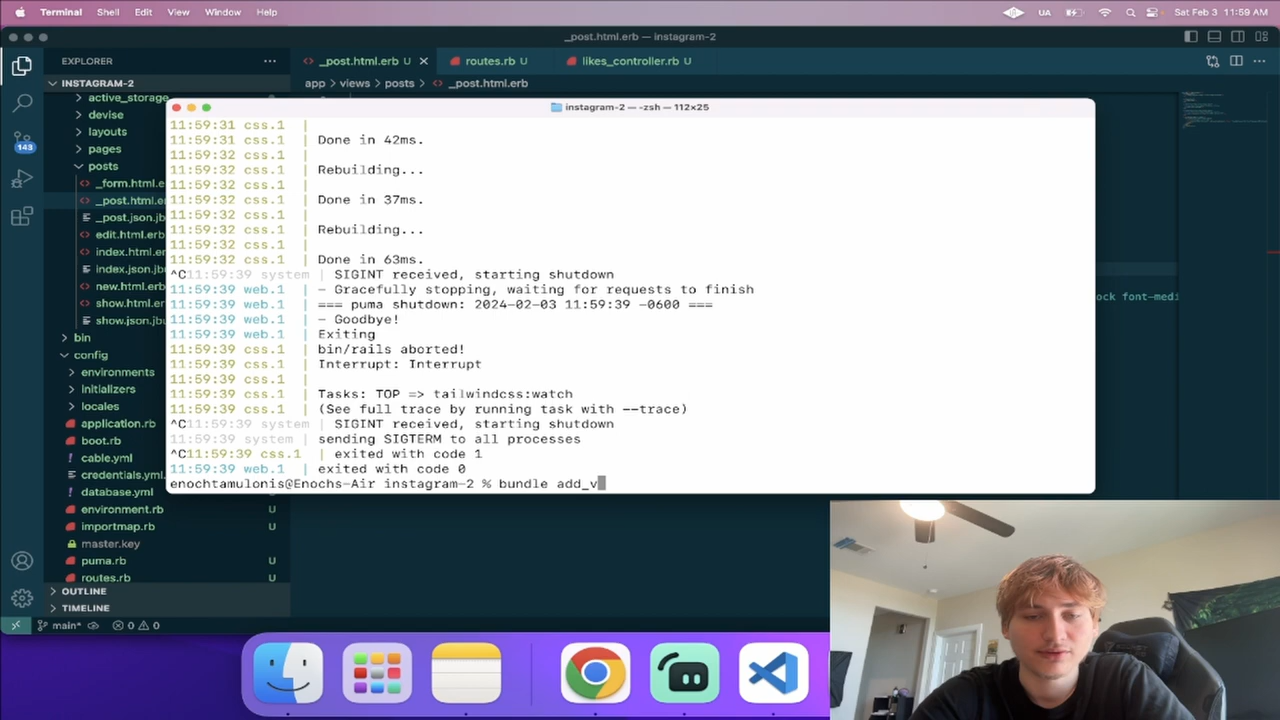 Terminal Shell Edit View Window Help UA Sat Feb 3 11:59 AM
_post.html.erb — instagram-2
EXPLORER
_post.html.erb U
routes.rb U
likes_controller.rb U
INSTAGRAM-2
app > views > posts > _post.html.erb
active_storage
devise
layouts
pages
posts
_form.html.e
_post.html.e
_post.json.jb
edit.html.erb
index.html.er
index.json.jb
new.html.erb
show.html.er
show.json.jbu
bin
config
environments
initializers
locales
application.rb
boot.rb
cable.yml
credentials.yml.
database.yml U
environment.rb U
importmap.rb U
master.key
puma.rb U
routes.rb U
OUTLINE
TIMELINE
main* 0 0
143
ock font-medi
instagram-2 — -zsh — 112×25
11:59:31 css.1 |
11:59:31 css.1 | Done in 42ms.
11:59:32 css.1 |
11:59:32 css.1 | Rebuilding...
11:59:32 css.1 |
11:59:32 css.1 | Done in 37ms.
11:59:32 css.1 |
11:59:32 css.1 | Rebuilding...
11:59:32 css.1 |
11:59:32 css.1 | Done in 63ms.
^C11:59:39 system | SIGINT received, starting shutdown
11:59:39 web.1 | - Gracefully stopping, waiting for requests to finish
11:59:39 web.1 | === puma shutdown: 2024-02-03 11:59:39 -0600 ===
11:59:39 web.1 | - Goodbye!
11:59:39 web.1 | Exiting
11:59:39 css.1 | bin/rails aborted!
11:59:39 css.1 | Interrupt: Interrupt
11:59:39 css.1 |
11:59:39 css.1 | Tasks: TOP => tailwindcss:watch
11:59:39 css.1 | (See full trace by running task with --trace)
^C11:59:39 system | SIGINT received, starting shutdown
11:59:39 system | sending SIGTERM to all processes
^C11:59:39 css.1 | exited with code 1
11:59:39 web.1 | exited with code 0
enochtamulonis@Enochs-Air instagram-2 % bundle add_v